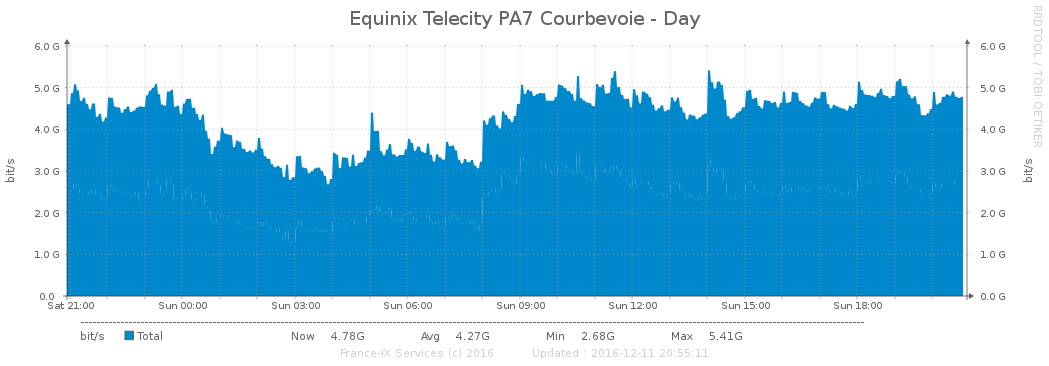 Equinix Telecity PA7 Courbevoie - Day
RRDTOOL / TOBI OETIKER
bit/s
6.0 G 6.0 G
5.0 G 5.0 G
4.0 G 4.0 G
3.0 G 3.0 G
2.0 G 2.0 G
1.0 G 1.0 G
0.0 0.0 G
bit/s
Sat 21:00 Sun 00:00 Sun 03:00 Sun 06:00 Sun 09:00 Sun 12:00 Sun 15:00 Sun 18:00
bit/s Total Now 4.78G Avg 4.27G Min 2.68G Max 5.41G
France-IX Services (c) 2016 Updated : 2016-12-11 20:55:11